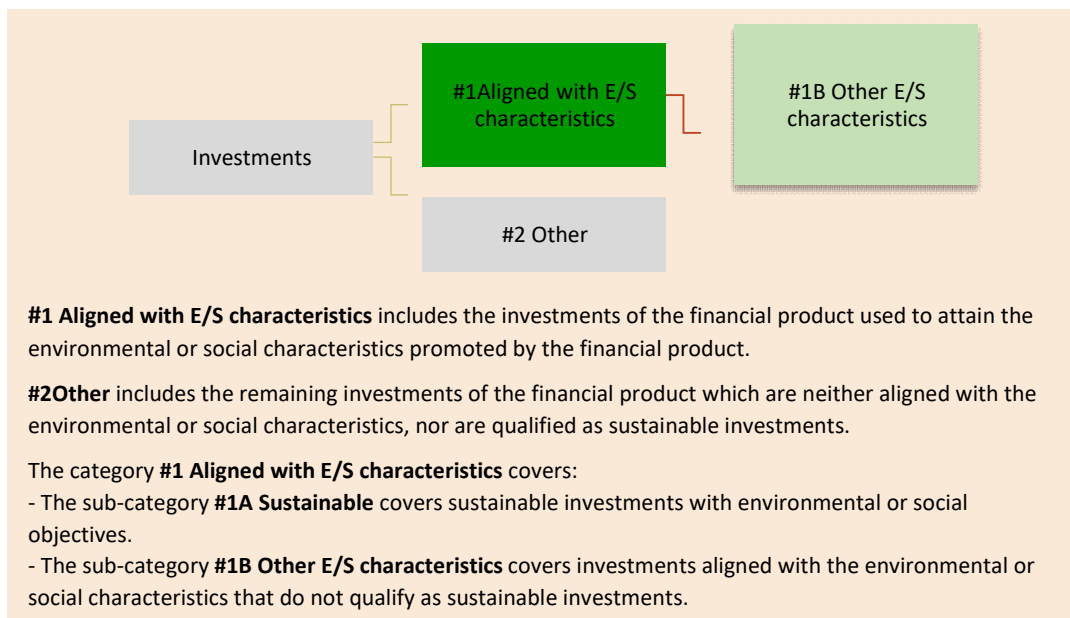 #1Aligned with E/S
characteristics
#1B Other E/S
characteristics
Investments
#2 Other
#1 Aligned with E/S characteristics includes the investments of the financial product used to attain the
environmental or social characteristics promoted by the financial product.
#2Other includes the remaining investments of the financial product which are neither aligned with the
environmental or social characteristics, nor are qualified as sustainable investments.
The category #1 Aligned with E/S characteristics covers:
- The sub-category #1A Sustainable covers sustainable investments with environmental or social
objectives.
- The sub-category #1B Other E/S characteristics covers investments aligned with the environmental or
social characteristics that do not qualify as sustainable investments.